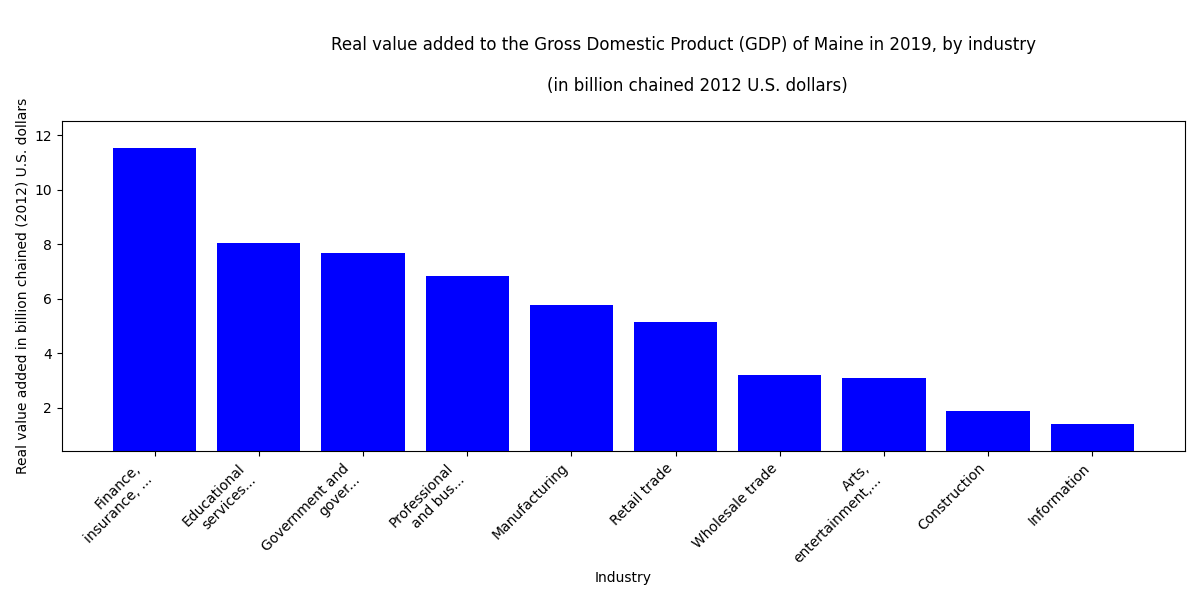 Real value added to the Gross Domestic Product (GDP) of Maine in 2019, by industry
(in billion chained 2012 U.S. dollars)
Real value added in billion chained (2012) U.S. dollars
12
10
8
6
4
2
Finance,
insurance, ...
Educational
services...
Government and
gover...
Professional
and bus...
Manufacturing
Retail trade
Wholesale trade
Arts,
entertainment,...
Construction
Information
Industry